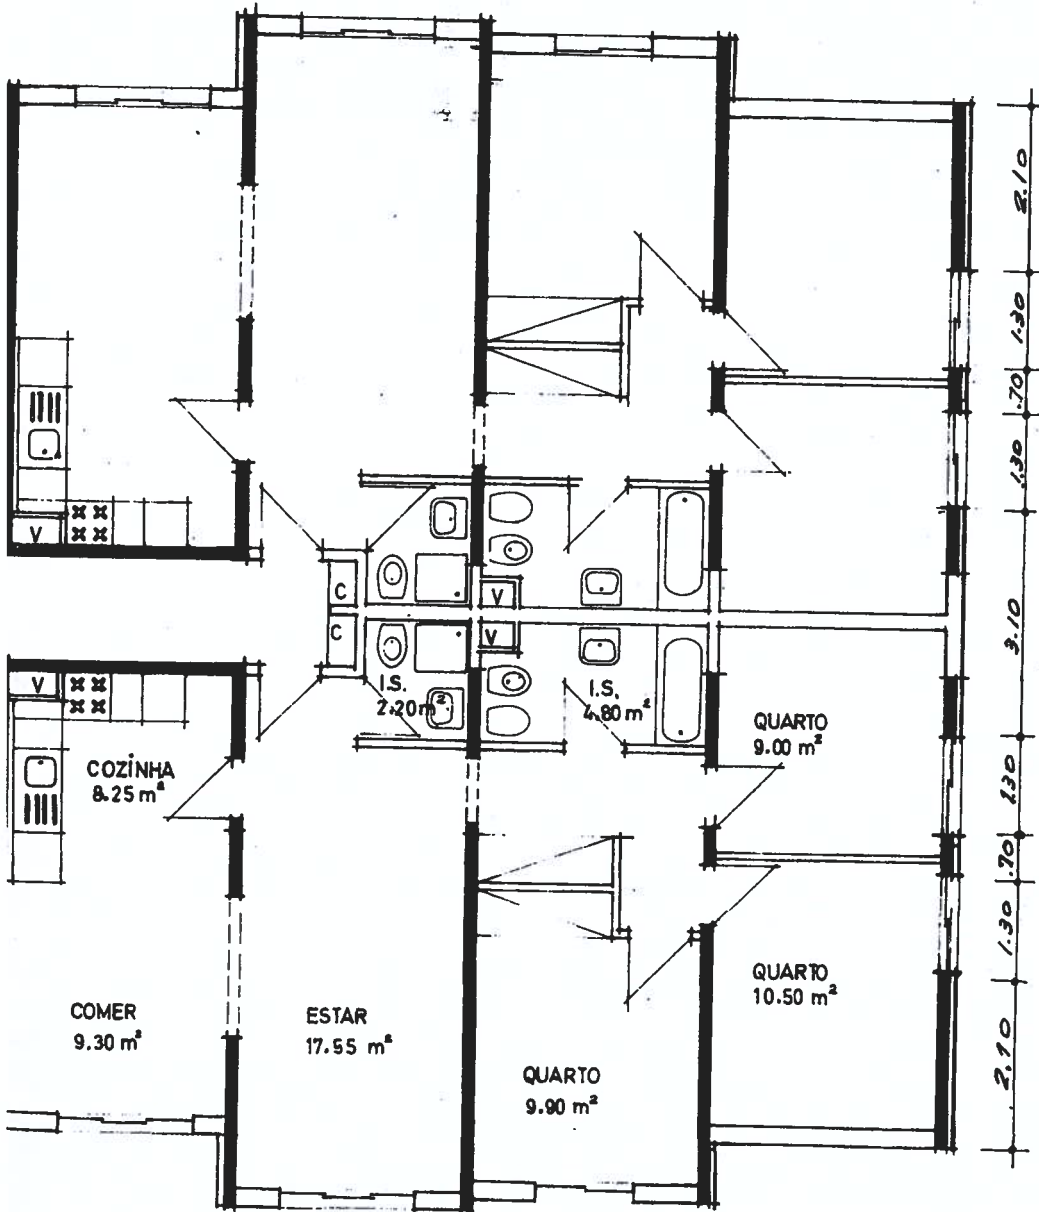 2.10
1.30
.70
1.30
3.10
1.30
.70
1.30
2.10
V
C
V
C
V
V
I.S.
2.20 m²
I.S.
4.80 m²
QUARTO
9.00 m²
COZINHA
8.25 m²
QUARTO
10.50 m²
COMER
9.30 m²
ESTAR
17.55 m²
QUARTO
9.90 m²